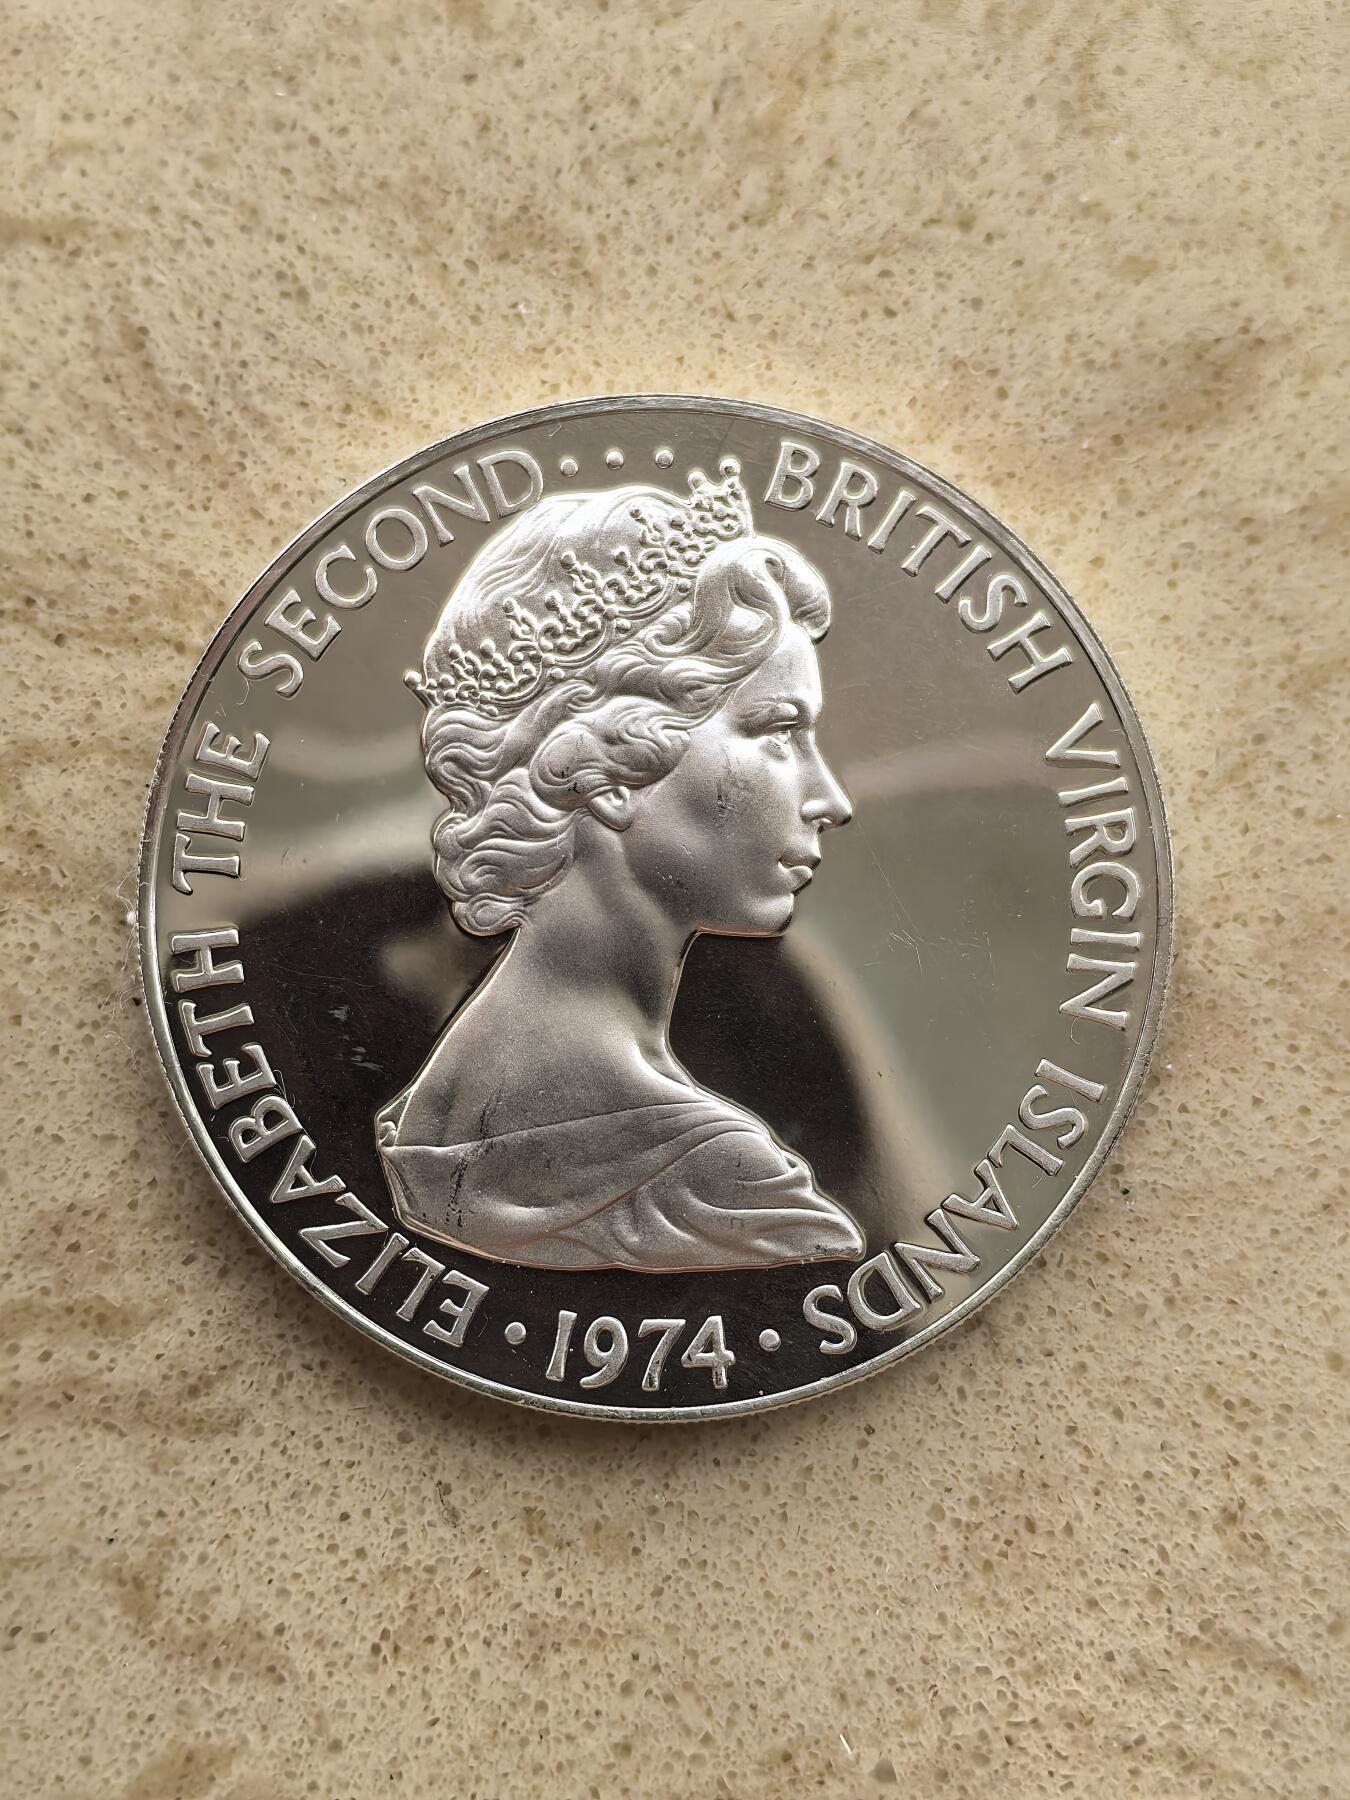 ELIZABETH THE SECOND... BRITISH VIRGIN ISLANDS
· 1974 ·